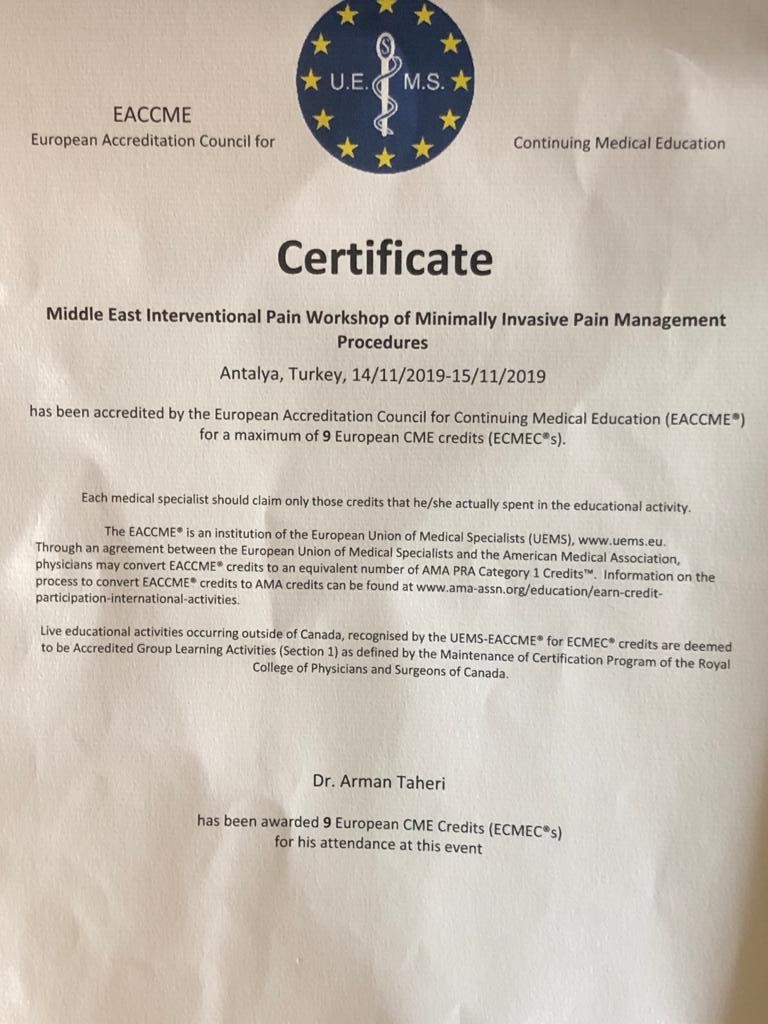 U.E. M.S.
EACCME
European Accreditation Council for
Continuing Medical Education
Certificate
Middle East Interventional Pain Workshop of Minimally Invasive Pain Management
Procedures
Antalya, Turkey, 14/11/2019-15/11/2019
has been accredited by the European Accreditation Council for Continuing Medical Education (EACCME®)
for a maximum of 9 European CME credits (ECMEC®s).
Each medical specialist should claim only those credits that he/she actually spent in the educational activity.
The EACCME® is an institution of the European Union of Medical Specialists (UEMS), www.uems.eu.
Through an agreement between the European Union of Medical Specialists and the American Medical Association,
physicians may convert EACCME® credits to an equivalent number of AMA PRA Category 1 Credits™. Information on the
process to convert EACCME® credits to AMA credits can be found at www.ama-assn.org/education/earn-credit-
participation-international-activities.
Live educational activities occurring outside of Canada, recognised by the UEMS-EACCME® for ECMEC® credits are deemed
to be Accredited Group Learning Activities (Section 1) as defined by the Maintenance of Certification Program of the Royal
College of Physicians and Surgeons of Canada.
Dr. Arman Taheri
has been awarded 9 European CME Credits (ECMEC®s)
for his attendance at this event